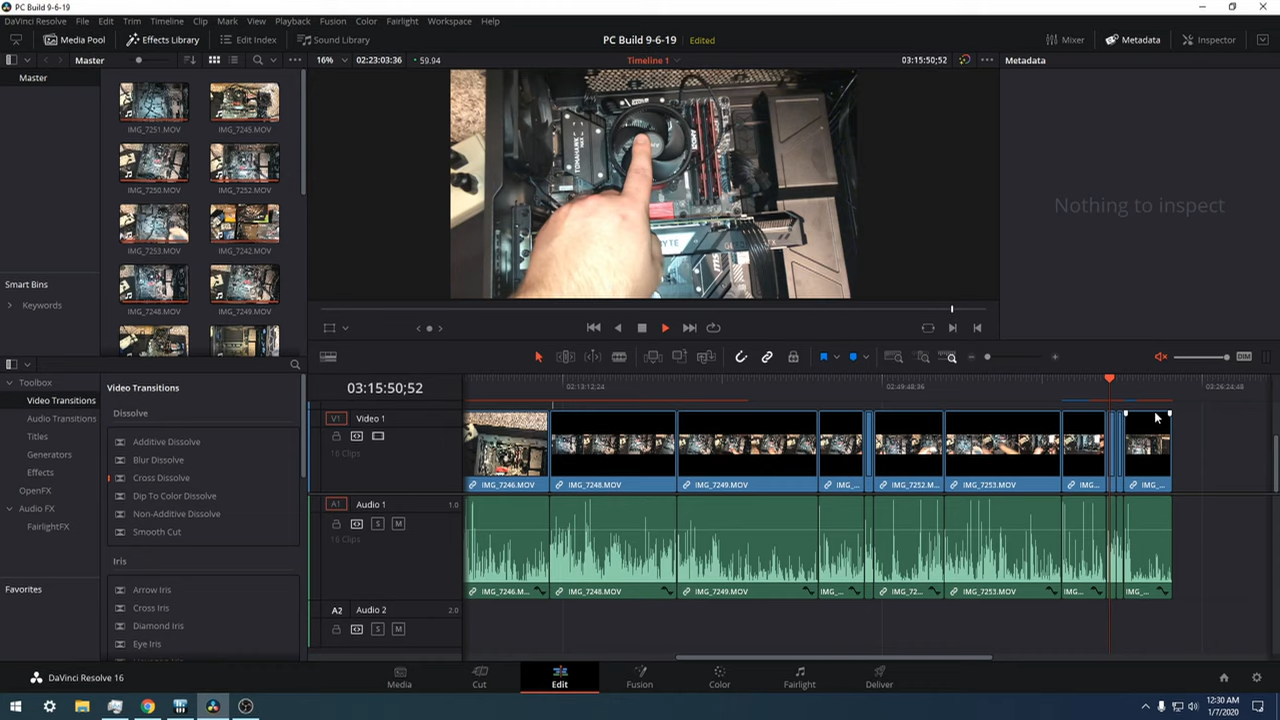 PC Build 9-6-19
DaVinci Resolve File Edit Trim Timeline Clip Mark View Playback Fusion Color Fairlight Workspace Help
Media Pool Effects Library Edit Index Sound Library PC Build 9-6-19 Edited Mixer Metadata Inspector
Master 16% 02:23:03:36 59.94 Timeline 1 03:15:50;52 Metadata
Master
IMG_7251.MOV IMG_7245.MOV
IMG_7250.MOV IMG_7252.MOV
IMG_7253.MOV IMG_7242.MOV
IMG_7248.MOV IMG_7249.MOV
Smart Bins
Keywords
TOMAHAWK
Nothing to inspect
Toolbox
Video Transitions
Audio Transitions
Titles
Generators
Effects
OpenFX
Audio FX
FairlightFX
Favorites
Video Transitions
Dissolve
Additive Dissolve
Blur Dissolve
Cross Dissolve
Dip To Color Dissolve
Non-Additive Dissolve
Smooth Cut
Iris
Arrow Iris
Cross Iris
Diamond Iris
Eye Iris
DIM
03:15:50;52 02:13:12;24 02:49:48;36 03:26:24;48
V1 Video 1
16 Clips
IMG_7246.MOV IMG_7248.MOV IMG_7249.MOV IMG_... IMG_7252.M... IMG_7253.MOV IMG... IMG_...
A1 Audio 1 1.0
S M
16 Clips
IMG_7246.M... IMG_7248.MOV IMG_7249.MOV IMG_... IMG_72... IMG_7253.MOV IMG... IMG_...
A2 Audio 2 2.0
S M
DaVinci Resolve 16 Media Cut Edit Fusion Color Fairlight Deliver
12:30 AM
1/7/2020